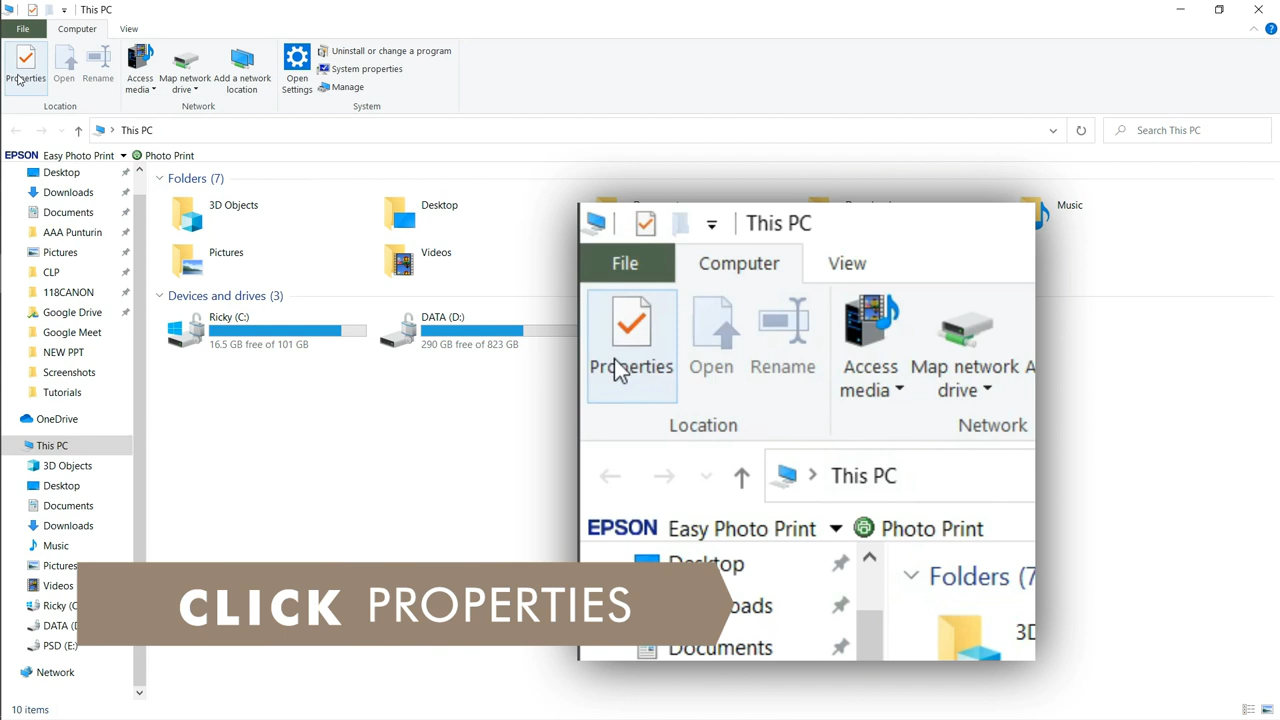 This PC
File Computer View
Properties
Open
Rename
Location
Access media
Map network drive
Add a network location
Network
Open Settings
Uninstall or change a program
System properties
Manage
System
This PC
Search This PC
EPSON Easy Photo Print Photo Print
Desktop
Downloads
Documents
AAA Punturin
Pictures
CLP
118CANON
Google Drive
Google Meet
NEW PPT
Screenshots
Tutorials
OneDrive
This PC
3D Objects
Desktop
Documents
Downloads
Music
Pictures
Videos
Ricky (C:
DATA (D:
PSD (E:)
Network
10 items
Folders (7)
3D Objects
Desktop
Music
Pictures
Videos
Devices and drives (3)
Ricky (C:)
16.5 GB free of 101 GB
DATA (D:)
290 GB free of 823 GB
This PC
File Computer View
Properties
Open
Rename
Location
Access media
Map network drive
Network
This PC
EPSON Easy Photo Print Photo Print
Desktop
Documents
Folders (7
3D
CLICK PROPERTIES